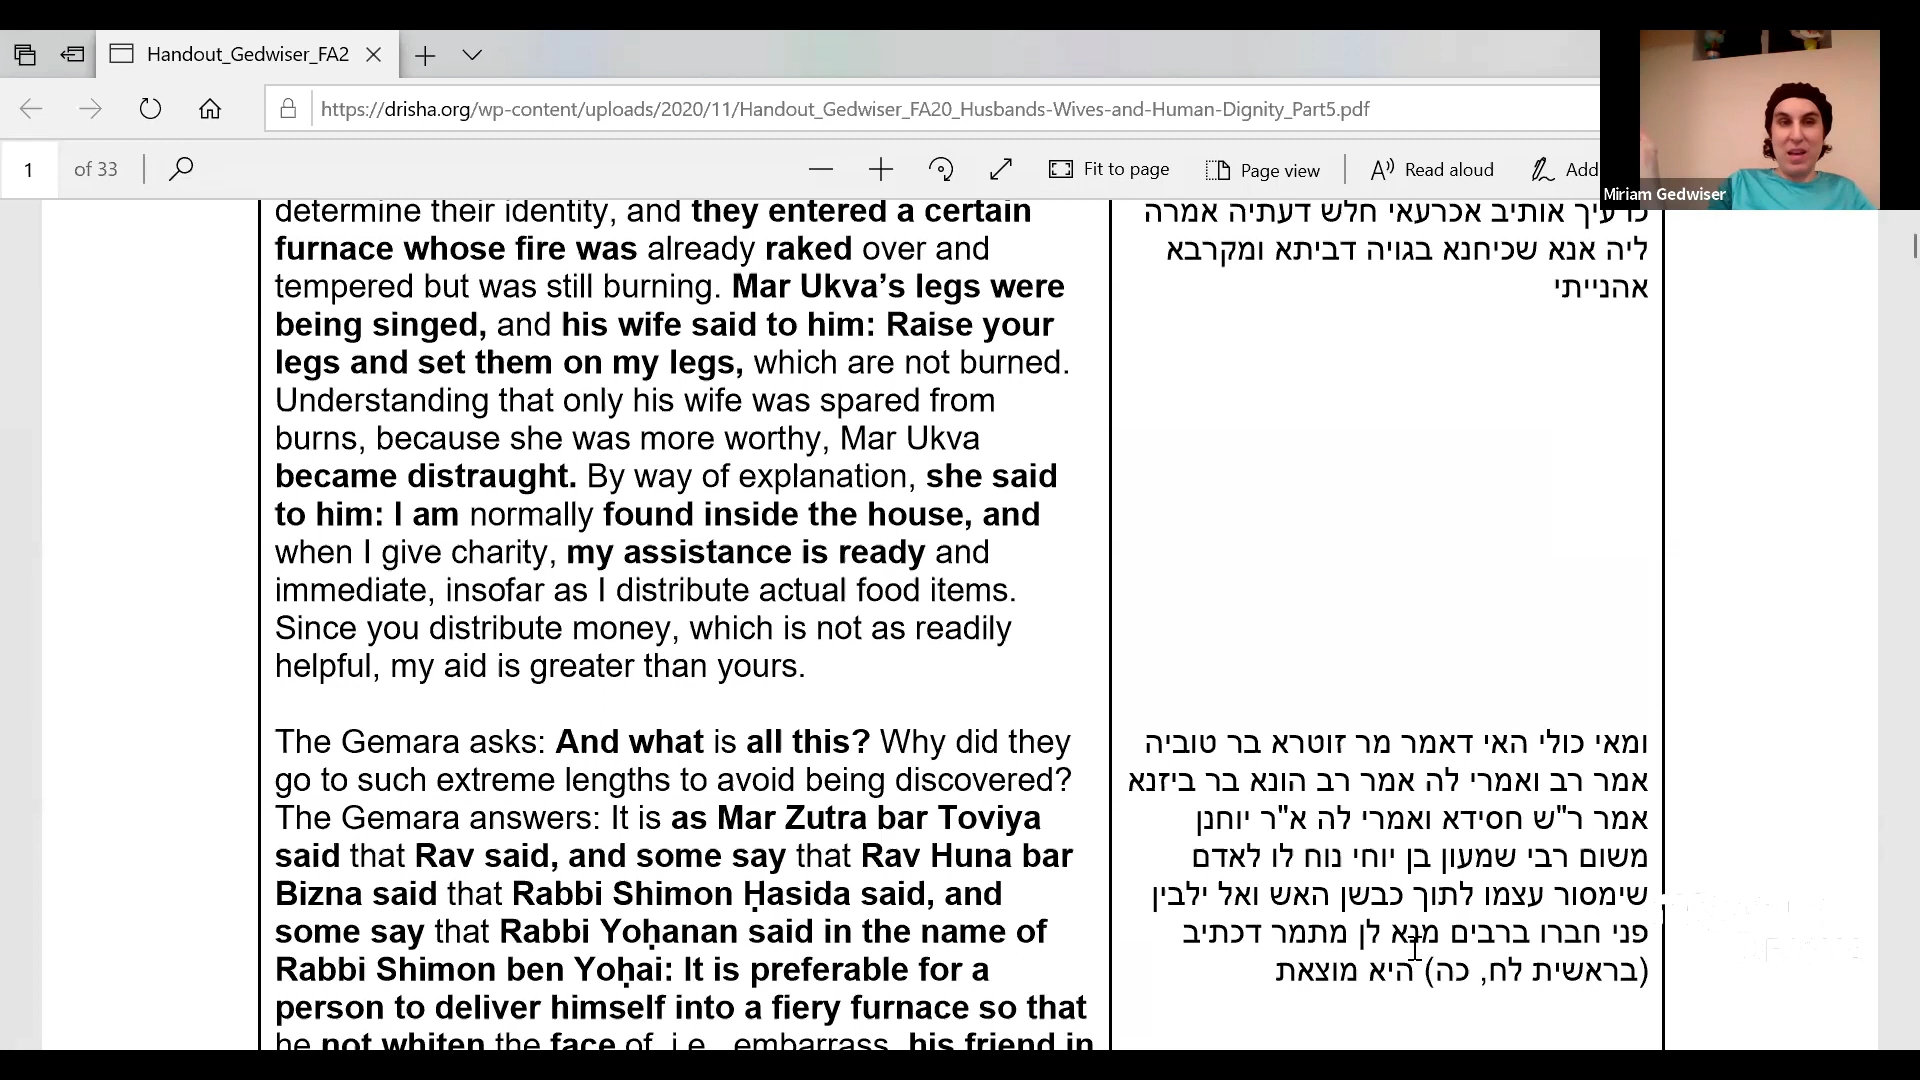 Handout_Gedwiser_FA2
https://drisha.org/wp-content/uploads/2020/11/Handout_Gedwiser_FA20_Husbands-Wives-and-Human-Dignity_Part5.pdf
1 of 33
Fit to page
Page view
Read aloud
Add
Miriam Gedwiser
determine their identity, and they entered a certain
furnace whose fire was already raked over and
tempered but was still burning. Mar Ukva’s legs were
being singed, and his wife said to him: Raise your
legs and set them on my legs, which are not burned.
Understanding that only his wife was spared from
burns, because she was more worthy, Mar Ukva
became distraught. By way of explanation, she said
to him: I am normally found inside the house, and
when I give charity, my assistance is ready and
immediate, insofar as I distribute actual food items.
Since you distribute money, which is not as readily
helpful, my aid is greater than yours.
The Gemara asks: And what is all this? Why did they
go to such extreme lengths to avoid being discovered?
The Gemara answers: It is as Mar Zutra bar Toviya
said that Rav said, and some say that Rav Huna bar
Bizna said that Rabbi Shimon Ḥasida said, and
some say that Rabbi Yoḥanan said in the name of
Rabbi Shimon ben Yoḥai: It is preferable for a
person to deliver himself into a fiery furnace so that
he not whiten the face of, i.e., embarrass, his friend in
כרעיך אותיב אכרעאי חלש דעתיה אמרה
ליה אנא שכיחנא בגויה דביתא ומקרבא
אהנייתי
ומאי כולי האי דאמר מר זוטרא בר טוביה
אמר רב ואמרי לה אמר רב הונא בר ביזנא
אמר ר"ש חסידא ואמרי לה א"ר יוחנן
משום רבי שמעון בן יוחי נוח לו לאדם
שימסור עצמו לתוך כבשן האש ואל ילבין
פני חברו ברבים מנא לן מתמר דכתיב
(בראשית לח, כה) היא מוצאת